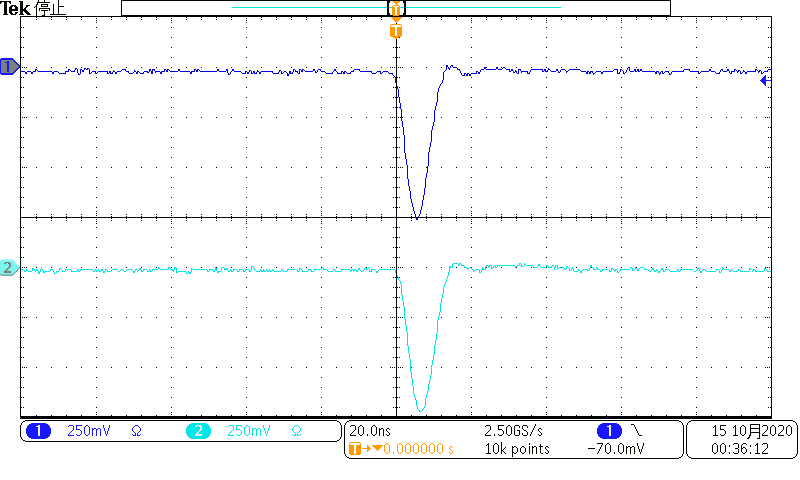 Tek 停止
T
T
1
2
1 250mV Ω 2 250mV Ω
20.0ns 2.50GS/s 1 \
T→▼0.000000 s 10k points −70.0mV
15 10月2020
00:36:12